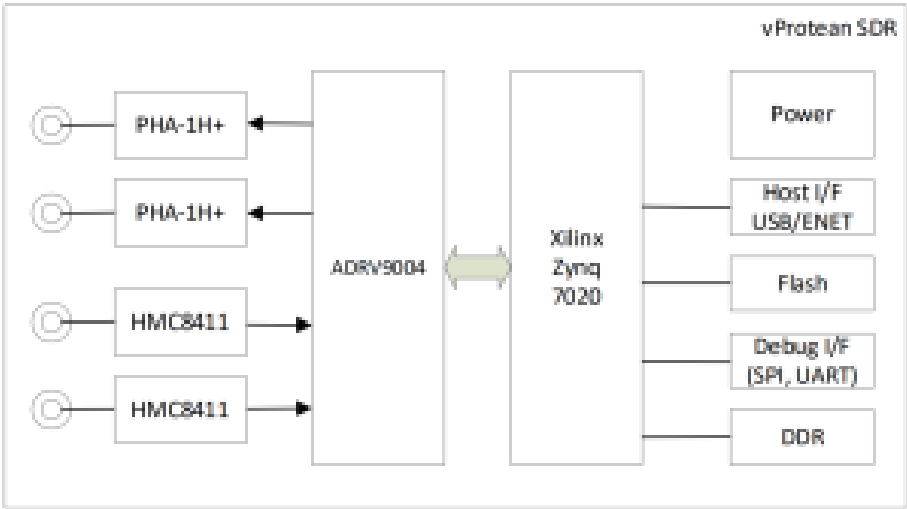 vProtean SDR
PHA-1H+
PHA-1H+
HMC8411
HMC8411
ADRV9004
Xilinx
Zynq
7020
Power
Host I/F
USB/ENET
Flash
Debug I/F
(SPI, UART)
DDR